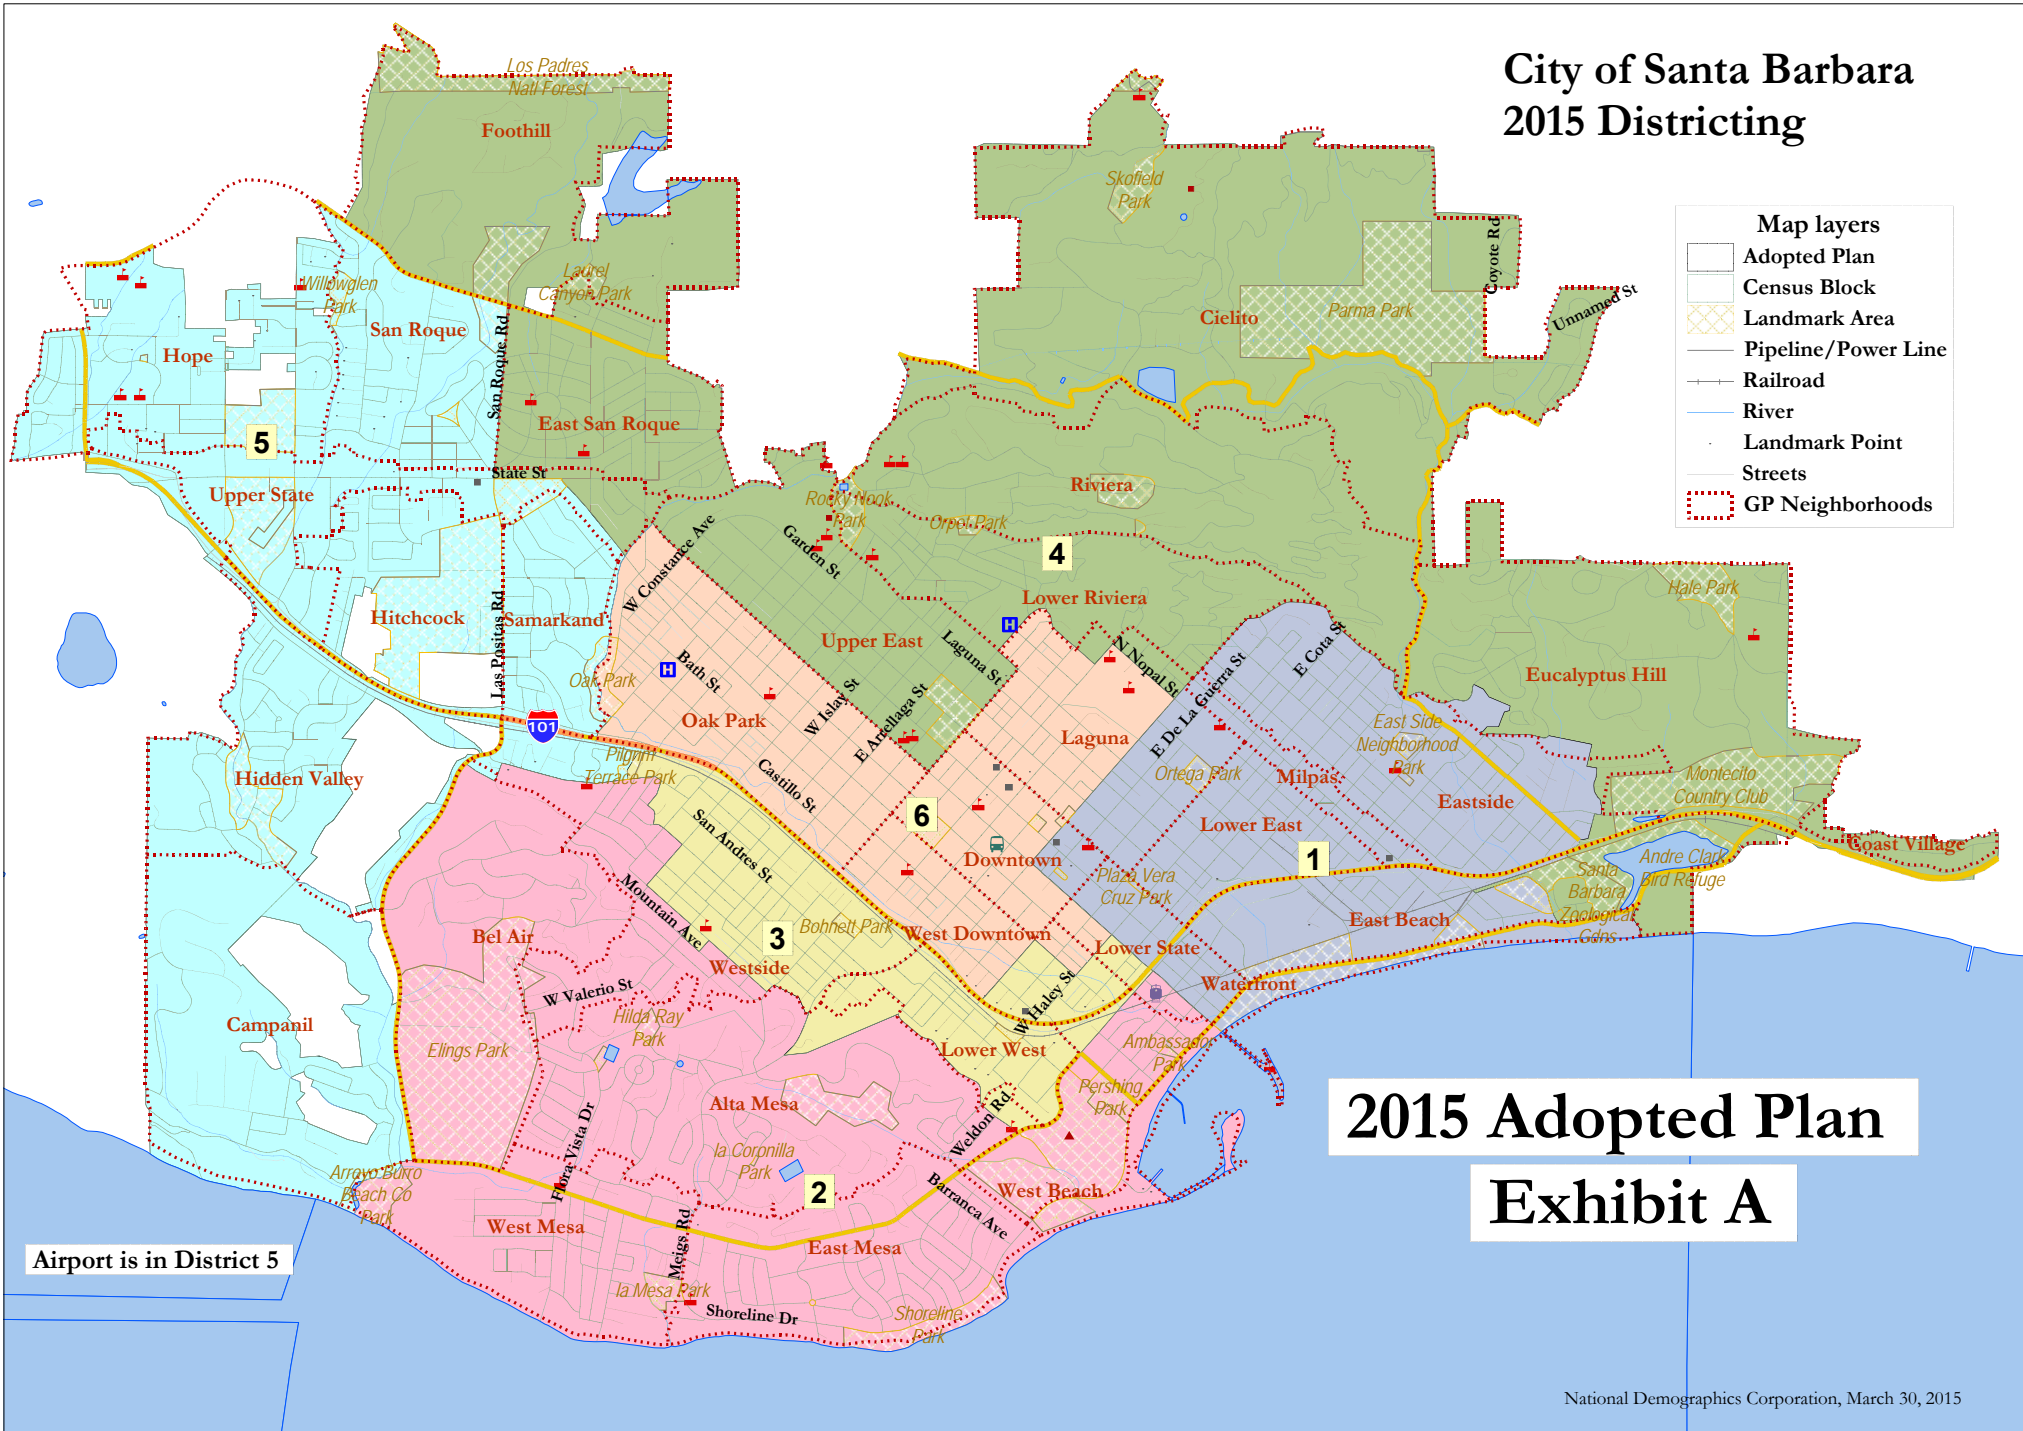 City of Santa Barbara
2015 Districting
Map layers
Adopted Plan
Census Block
Landmark Area
Pipeline/Power Line
Railroad
River
Landmark Point
Streets
GP Neighborhoods
Los Padres
Natl Forest
Foothill
Skofield
Park
Coyote Rd
Laurel
Canyon Park
Willowglen
Park
Unnamed St
Parma Park
Cielito
San Roque
San Roque Rd
Hope
East San Roque
5
State St
Upper State
Riviera
Rocky Nook
Park
Orpet Park
Garden St
W Constance Ave
4
Hale Park
Lower Riviera
Hitchcock
Samarkand
Las Positas Rd
Upper East
Laguna St
N Nopal St
E Cota St
Eucalyptus Hill
Oak Park
Bath St
Oak Park
W Islay St
E Arrellaga St
E De La Guerra St
Laguna
101
East Side
Neighborhood
Park
Pilgrim
Terrace Park
Hidden Valley
Castillo St
Ortega Park
Milpas
Montecito
Country Club
Eastside
6
Lower East
San Andres St
Downtown
1
Coast Village
Andre Clark
Bird Refuge
Plaza Vera
Cruz Park
Santa
Barbara
Zoological
Gdns
Mountain Ave
Bohnett Park
East Beach
Bel Air
3
West Downtown
Lower State
Westside
W Valerio St
Waterfront
W Haley St
Campanil
Hilda Ray
Park
Elings Park
Lower West
Ambassador
Park
Pershing
Park
Alta Mesa
Weldon Rd
Flora Vista Dr
la Coronilla
Park
2015 Adopted Plan
Exhibit A
Arroyo Burro
Beach Co
Park
2
West Beach
Barranca Ave
West Mesa
Meigs Rd
East Mesa
Airport is in District 5
la Mesa Park
Shoreline Dr
Shoreline
Park
National Demographics Corporation, March 30, 2015
H
H